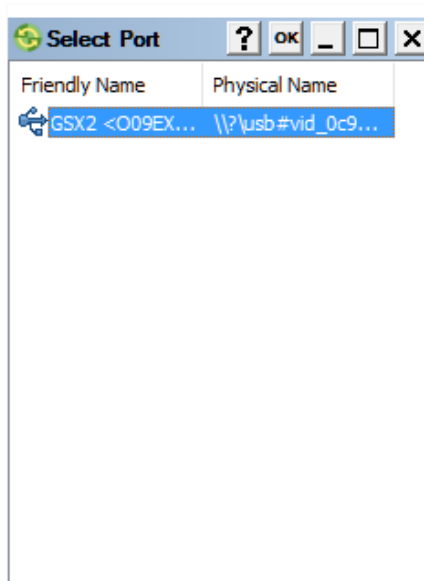 Select Port ? OK
Friendly Name Physical Name
GSX2 <O09EX... \\?\usb#vid_0c9...